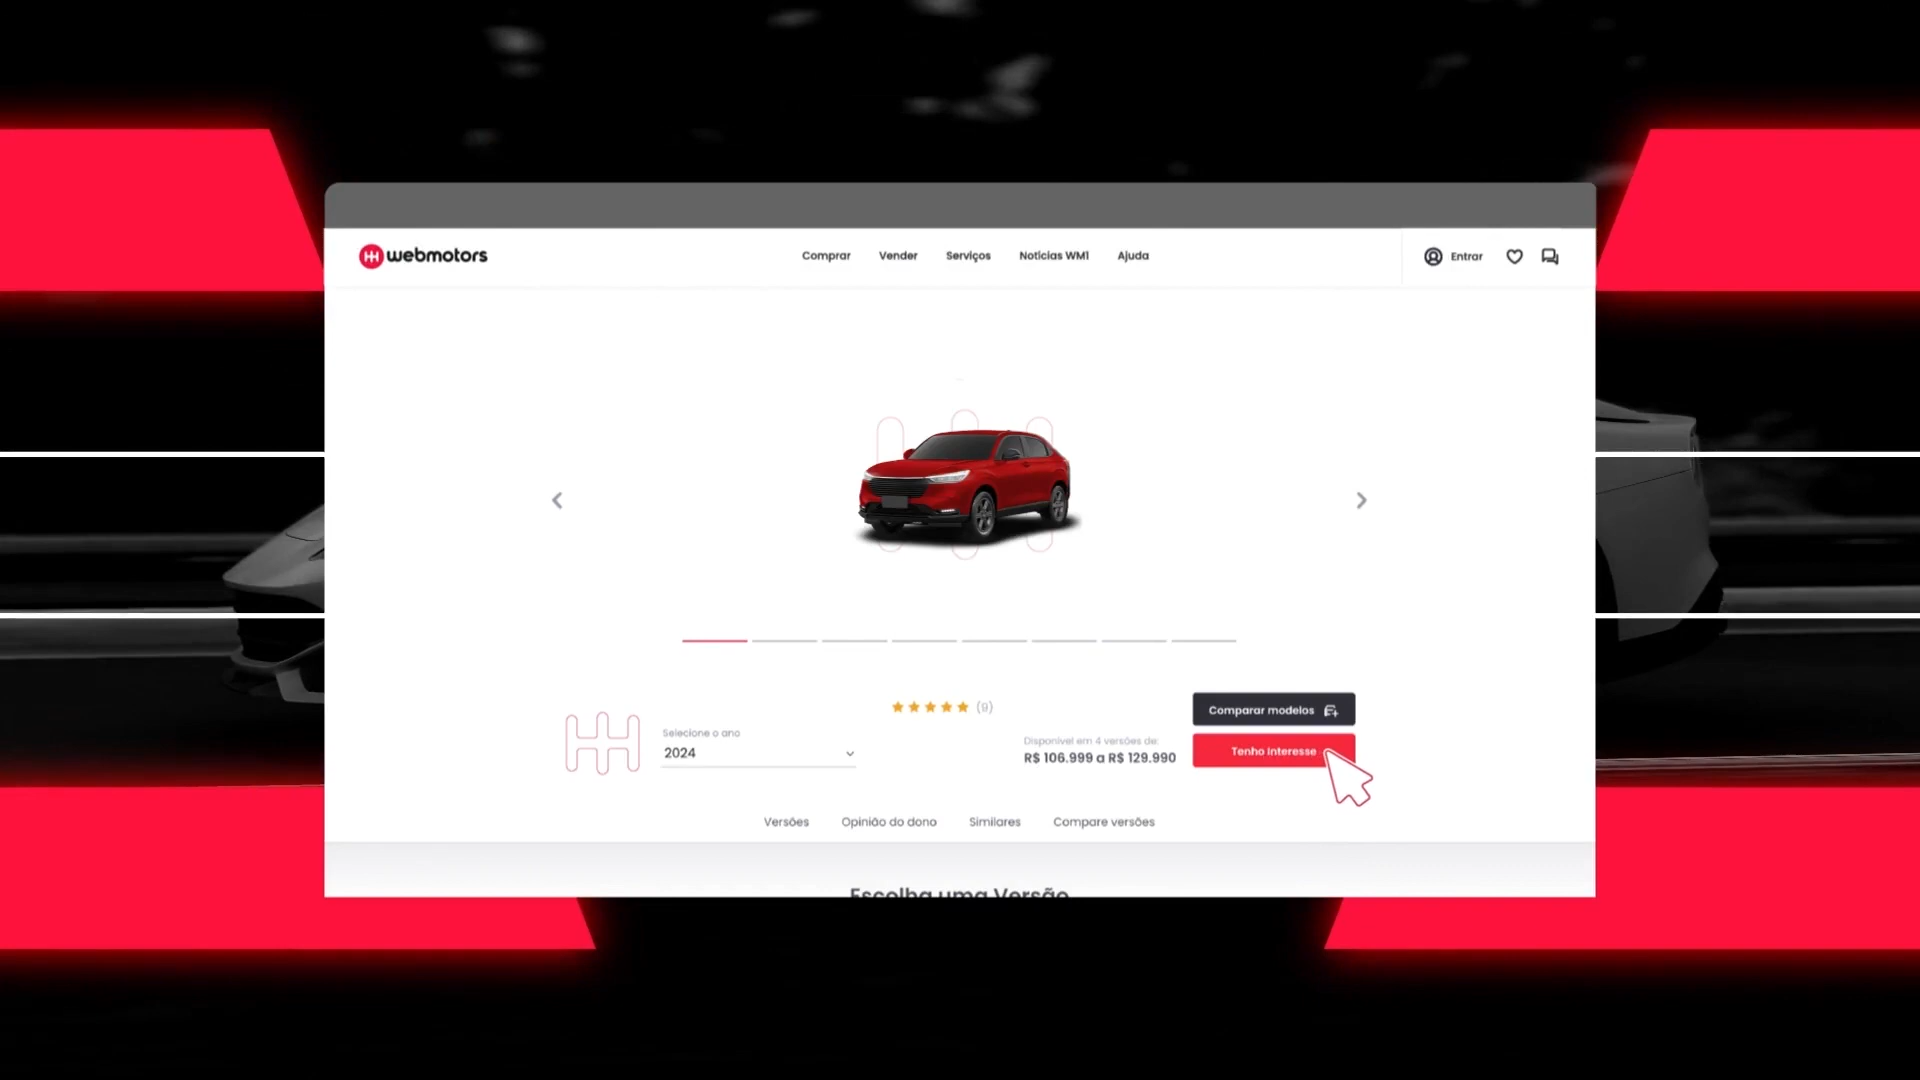 webmotors
Comprar Vender Serviços Notícias WM1 Ajuda
Entrar
(9)
Comparar modelos
Selecione o ano
2024
Disponível em 4 versões de:
R$ 106.999 a R$ 129.990
Tenho interesse
Versões Opinião do dono Similares Compare versões
Escolha uma Versão